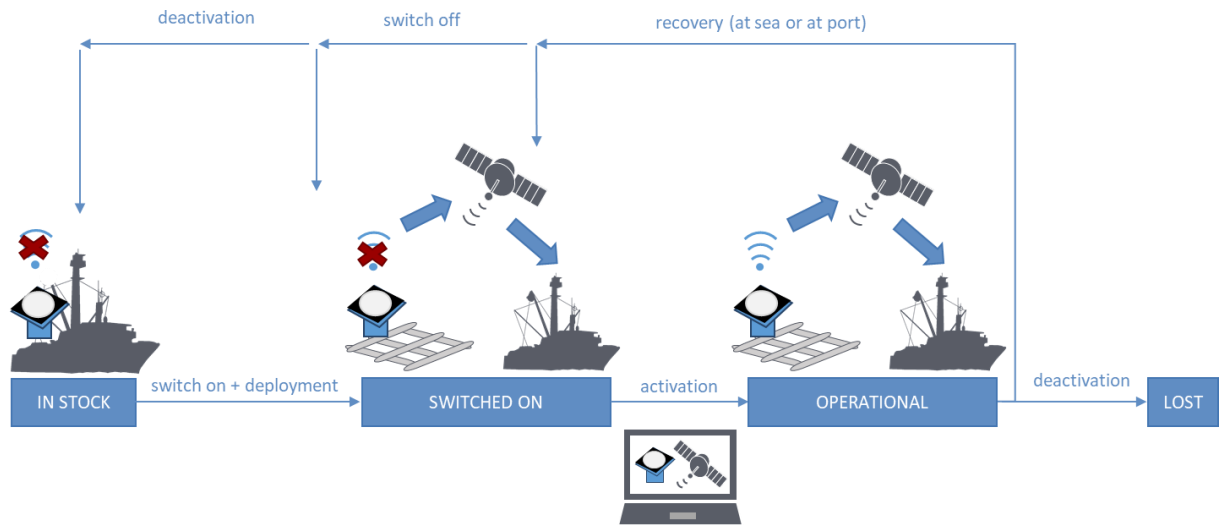 deactivation
switch off
recovery (at sea or at port)
switch on + deployment
activation
deactivation
IN STOCK
SWITCHED ON
OPERATIONAL
LOST